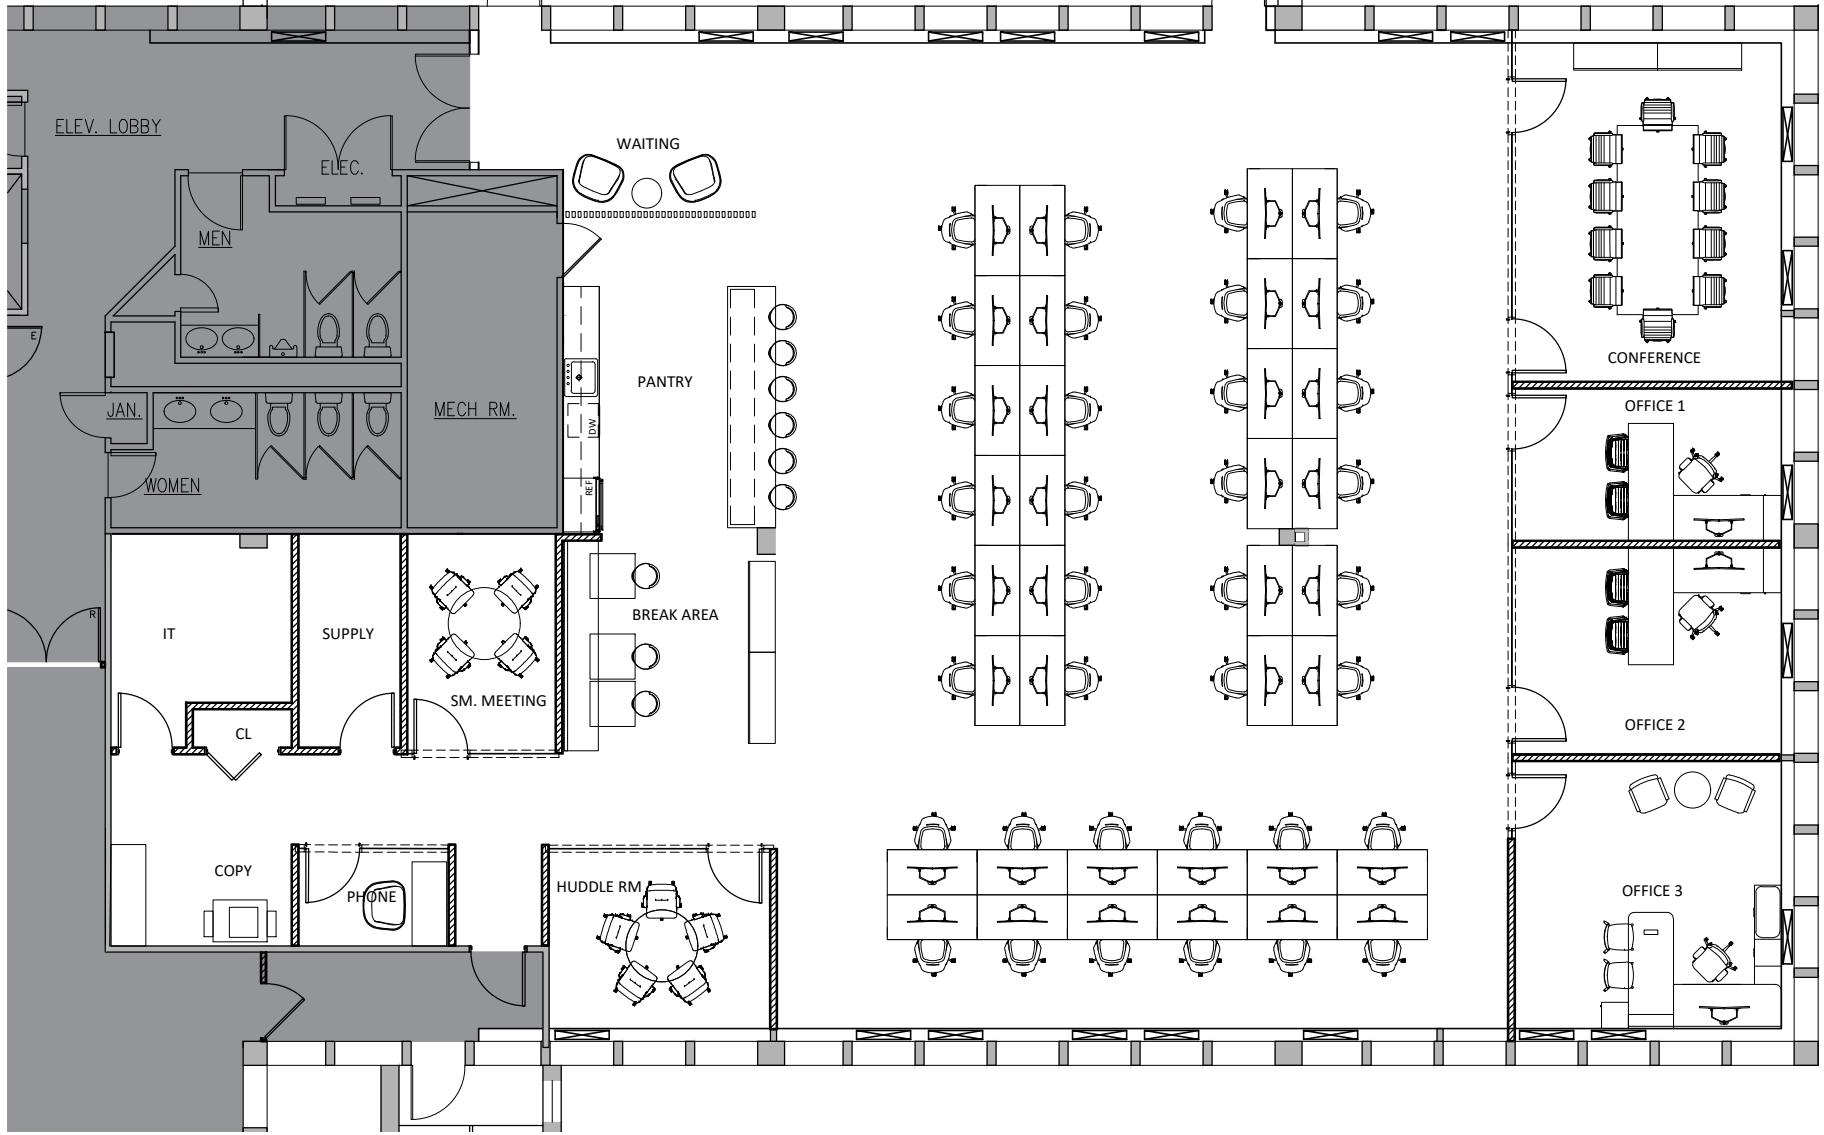 ELEV. LOBBY
ELEC.
WAITING
MEN
E
PANTRY
CONFERENCE
JAN.
MECH RM.
DW
OFFICE 1
WOMEN
REF
R
IT
SUPPLY
BREAK AREA
SM. MEETING
OFFICE 2
CL
COPY
PHONE
HUDDLE RM
OFFICE 3